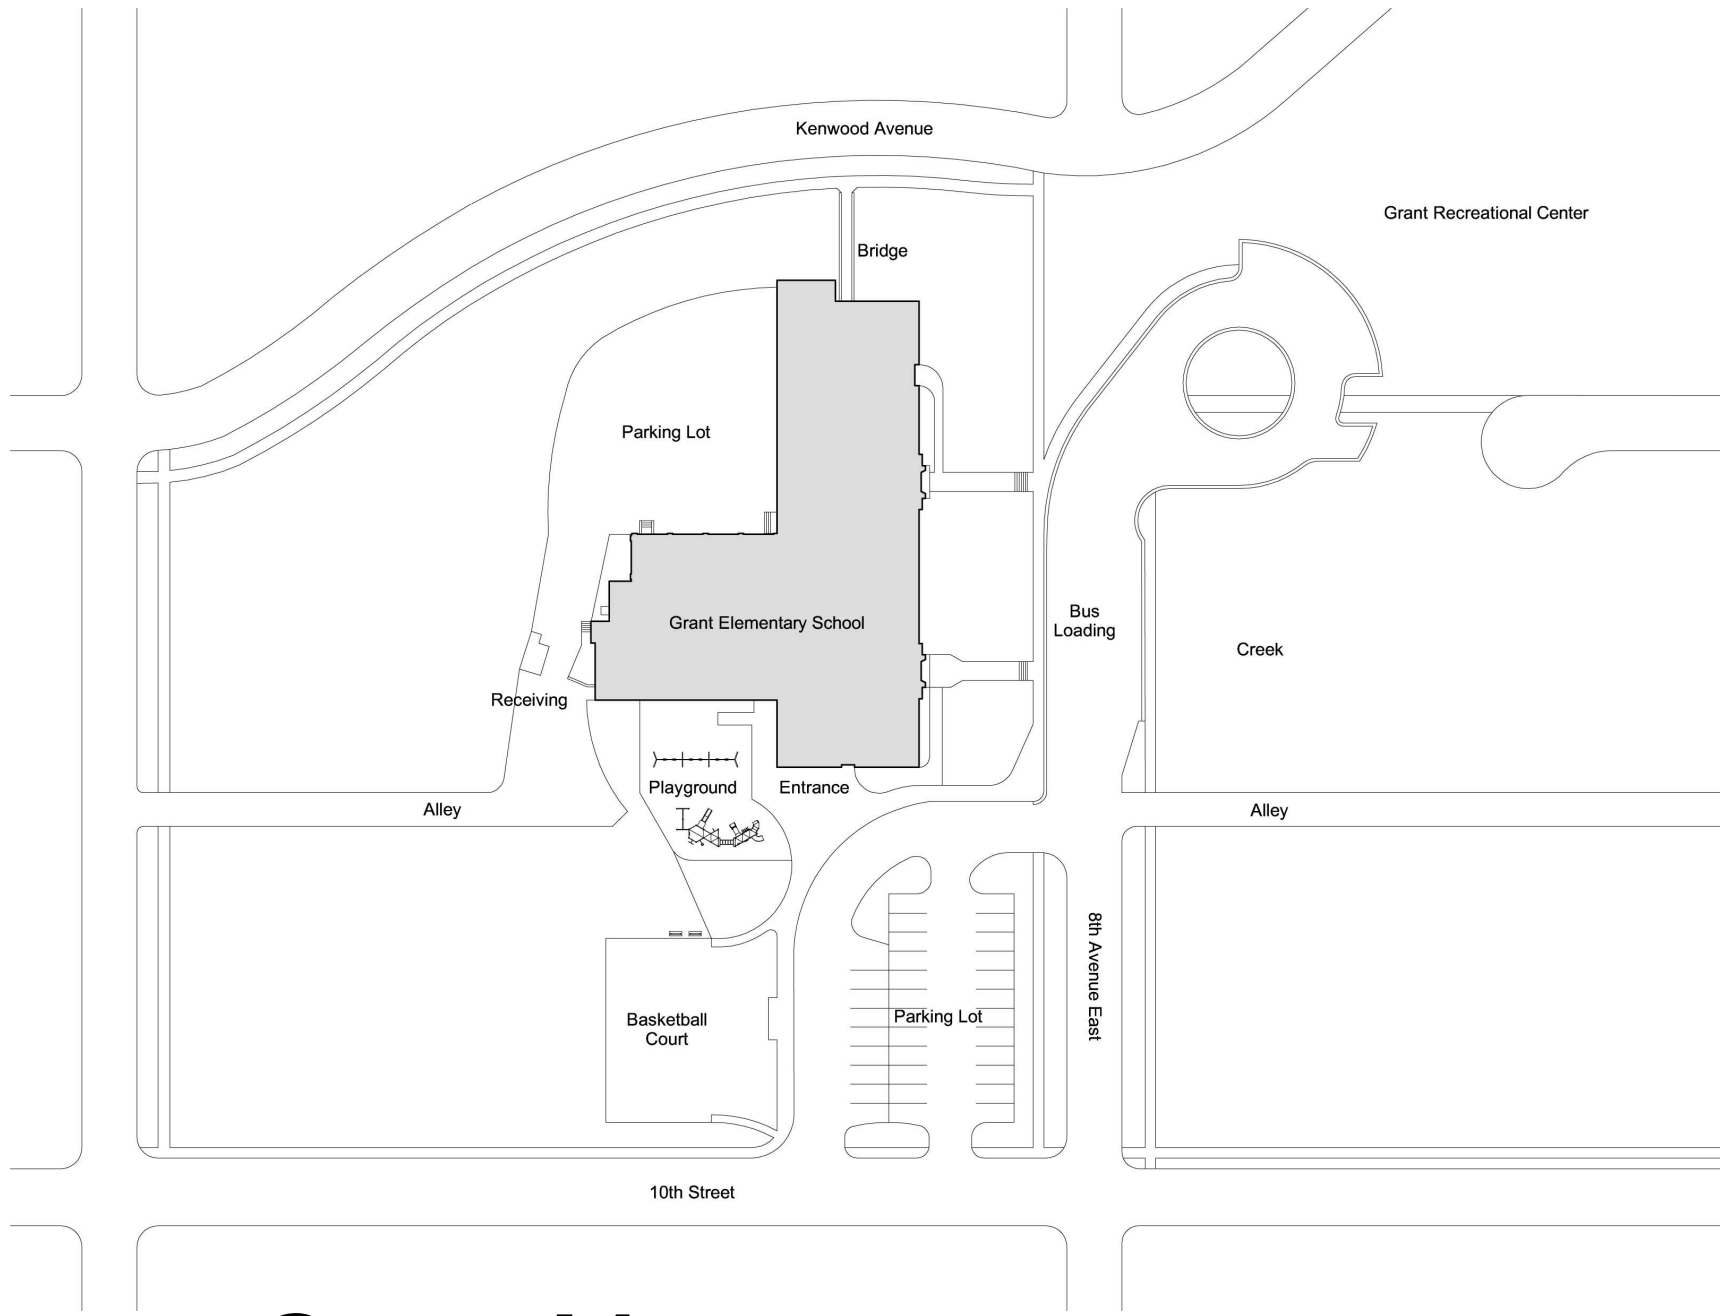 Kenwood Avenue
Grant Recreational Center
Bridge
Parking Lot
Grant Elementary School
Bus
Loading
Creek
Receiving
Playground
Entrance
Alley
Alley
8th Avenue East
Basketball
Court
Parking Lot
10th Street